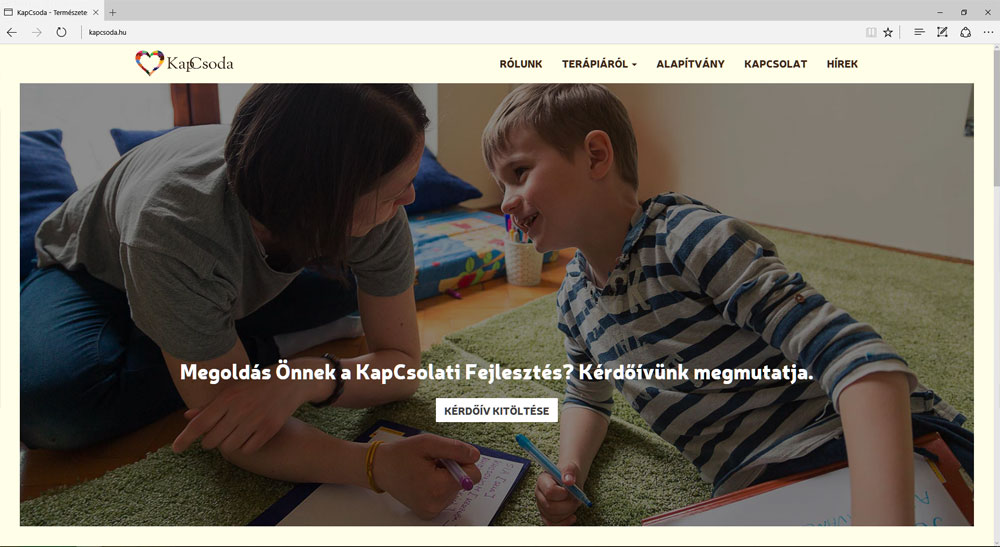 KapCsoda - Természete
kapcsoda.hu
KapCsoda
RÓLUNK TERÁPIÁRÓL ALAPÍTVÁNY KAPCSOLAT HÍREK
Megoldás Önnek a KapCsolati Fejlesztés? Kérdőívünk megmutatja.
KÉRDŐÍV KITÖLTÉSE